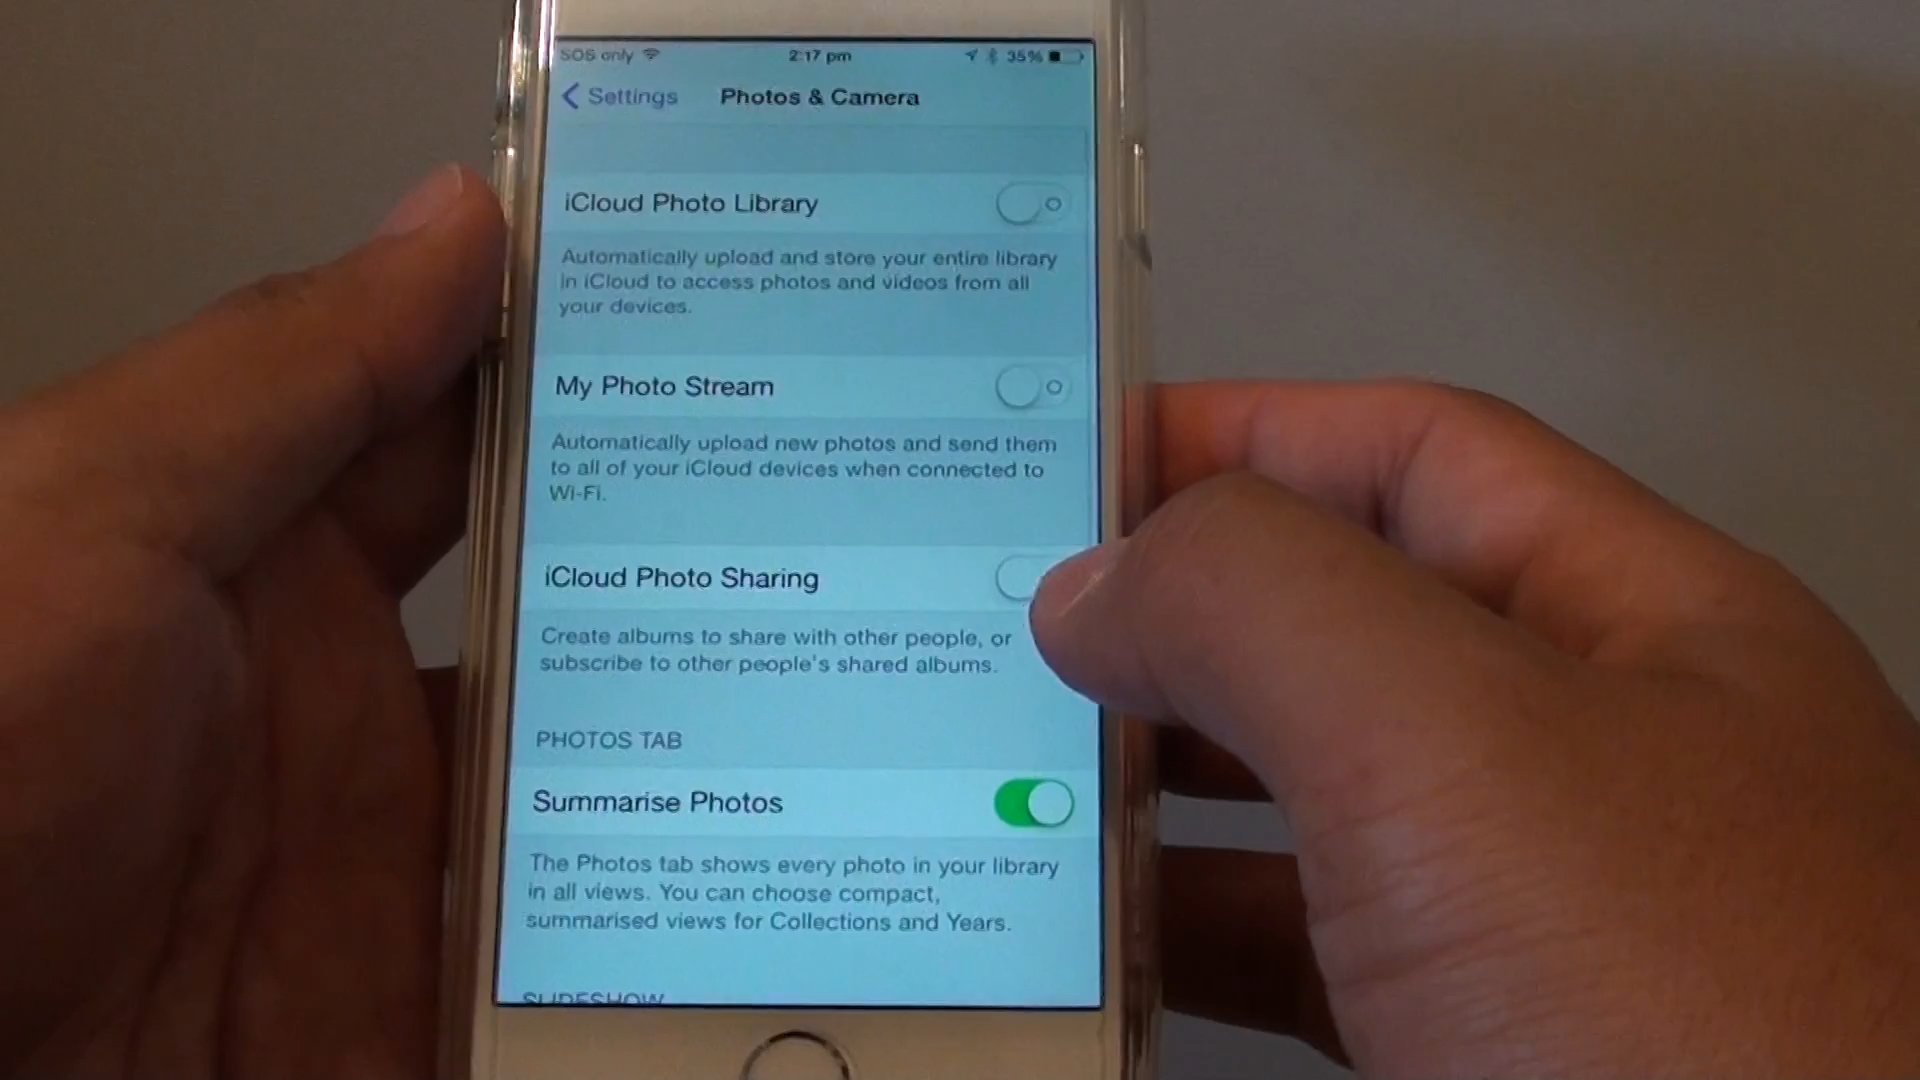 SOS only 2:17 pm 35%
Settings Photos & Camera
iCloud Photo Library
Automatically upload and store your entire library
in iCloud to access photos and videos from all
your devices.
My Photo Stream
Automatically upload new photos and send them
to all of your iCloud devices when connected to
Wi-Fi.
iCloud Photo Sharing
Create albums to share with other people, or
subscribe to other people's shared albums.
PHOTOS TAB
Summarise Photos
The Photos tab shows every photo in your library
in all views. You can choose compact,
summarised views for Collections and Years.
SLIDESHOW